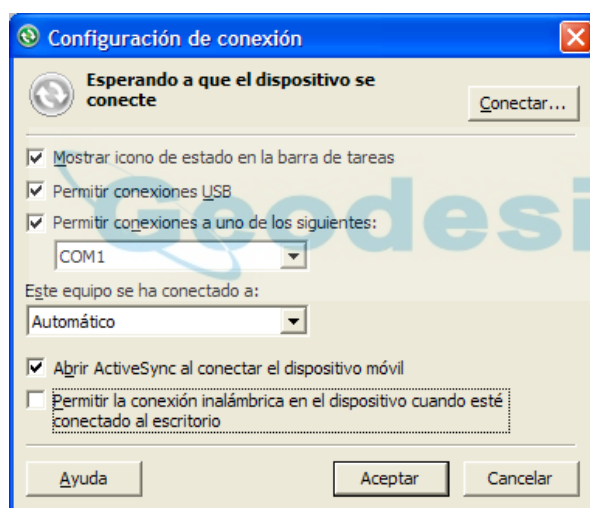 Configuración de conexión
Esperando a que el dispositivo se
conecte
Conectar...
Mostrar icono de estado en la barra de tareas
Permitir conexiones USB
Geodesi
Permitir conexiones a uno de los siguientes:
COM1
Este equipo se ha conectado a:
Automático
Abrir ActiveSync al conectar el dispositivo móvil
Permitir la conexión inalámbrica en el dispositivo cuando esté
conectado al escritorio
Ayuda
Aceptar
Cancelar